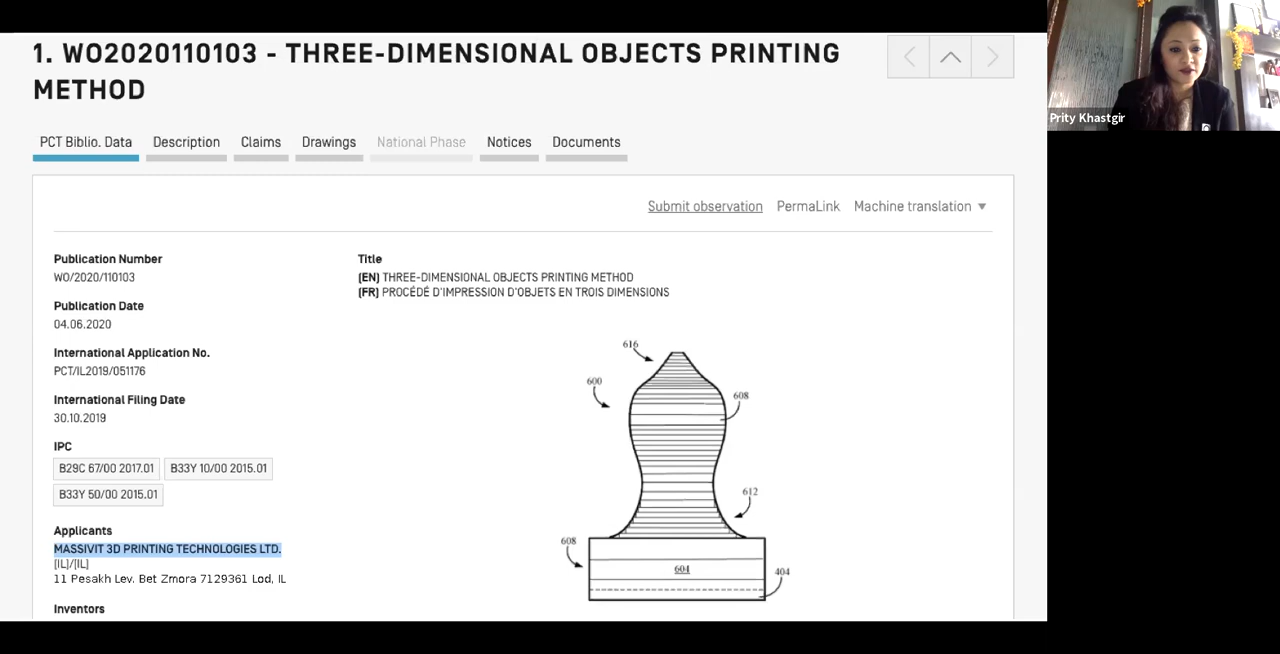 1. WO2020110103 - THREE-DIMENSIONAL OBJECTS PRINTING
METHOD
PCT Biblio. Data Description Claims Drawings National Phase Notices Documents
Submit observation PermaLink Machine translation
Publication Number
WO/2020/110103
Publication Date
04.06.2020
International Application No.
PCT/IL2019/051176
International Filing Date
30.10.2019
IPC
B29C 67/00 2017.01 B33Y 10/00 2015.01
B33Y 50/00 2015.01
Applicants
MASSIVIT 3D PRINTING TECHNOLOGIES LTD.
[IL]/[IL]
11 Pesakh Lev. Bet Zmora 7129361 Lod, IL
Inventors
Title
(EN) THREE-DIMENSIONAL OBJECTS PRINTING METHOD
(FR) PROCÉDÉ D'IMPRESSION D'OBJETS EN TROIS DIMENSIONS
616
600
608
612
608
604
404
Prity Khastgir